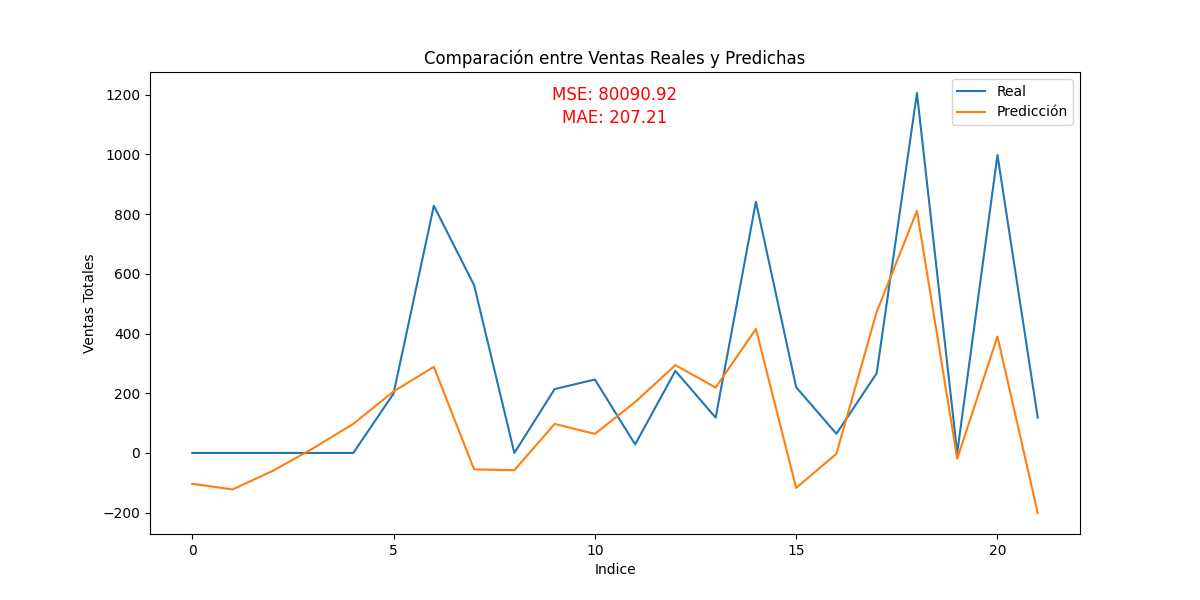 Comparación entre Ventas Reales y Predichas
MSE: 80090.92
MAE: 207.21
Real
Predicción
Ventas Totales
1200
1000
800
600
400
200
0
−200
0
5
10
15
20
Indice